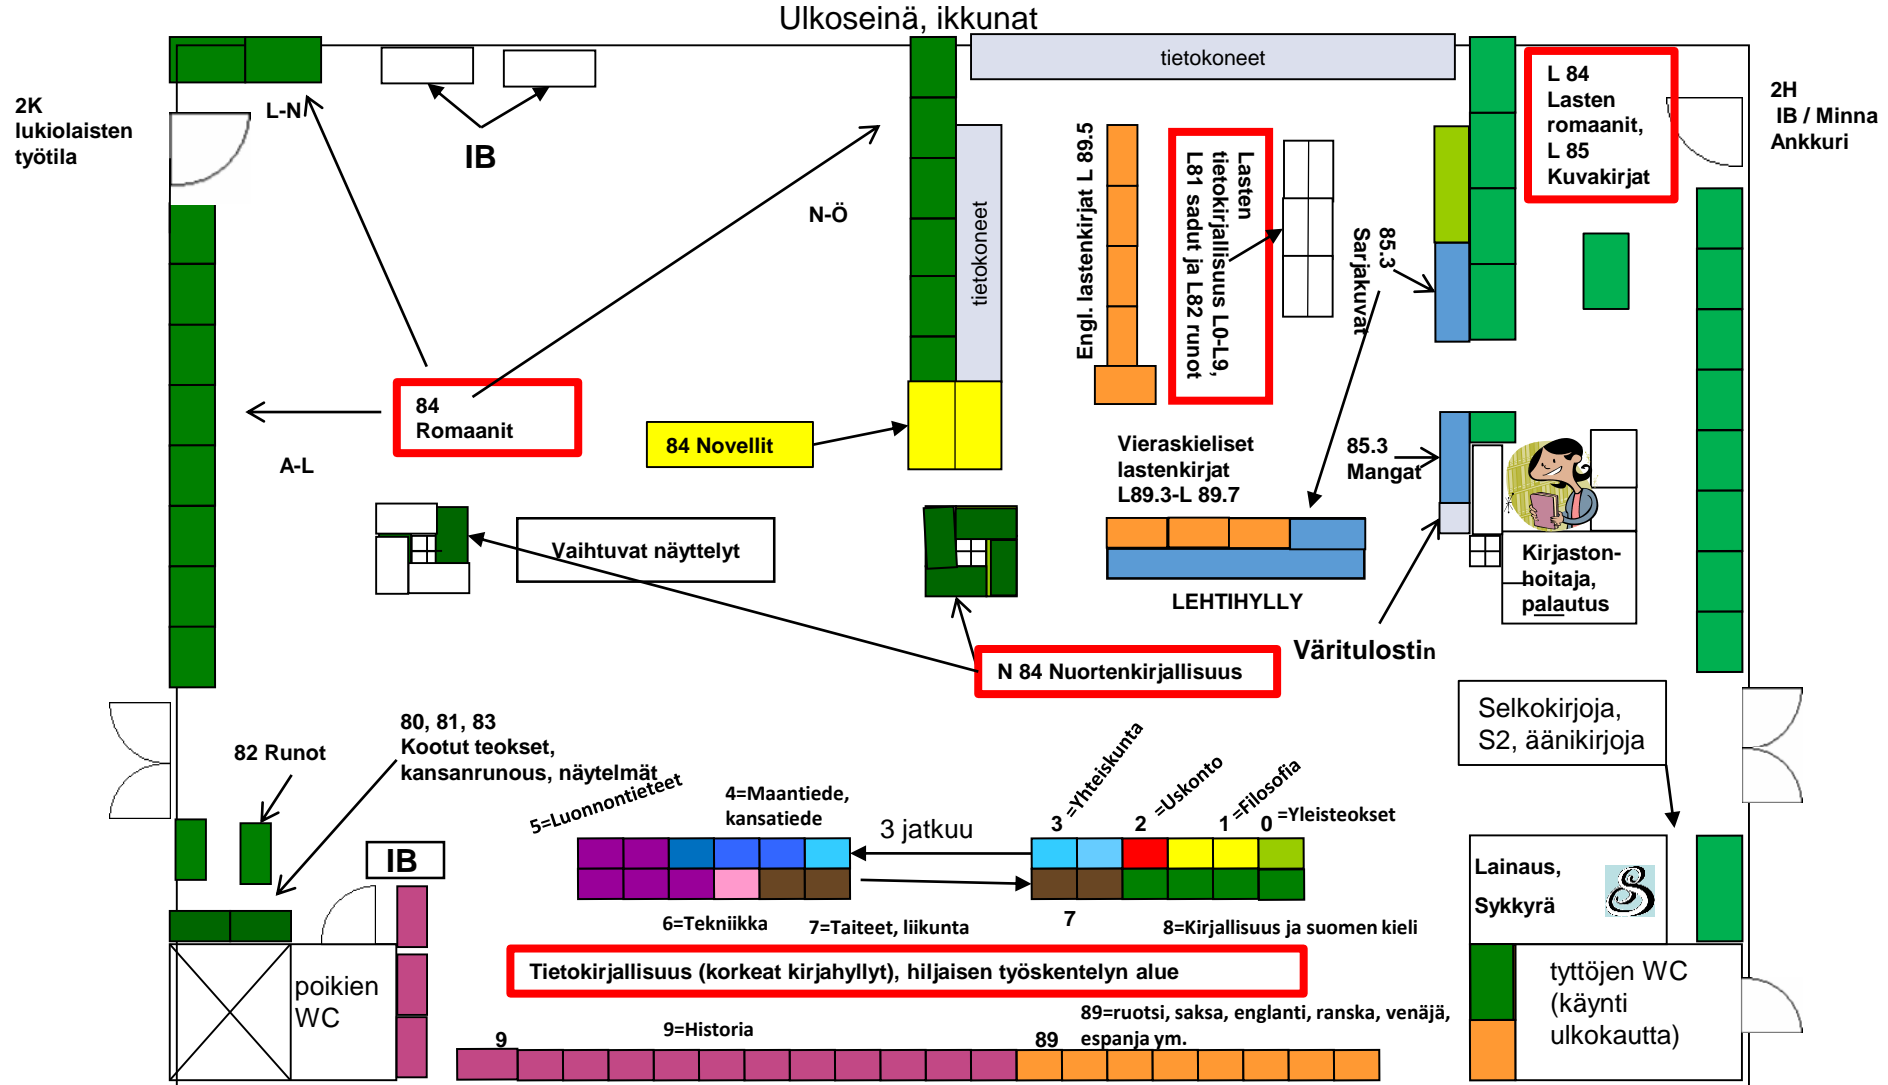 Ulkoseinä, ikkunat
tietokoneet
2K
lukiolaisten
työtila
L-N
IB
N-Ö
tietokoneet
Engl. lastenkirjat L 89.5
Lasten
tietokirjallisuus L0-L9,
L81 sadut ja L82 runot
85.3
Sarjakuvat
L 84
Lasten
romaanit,
L 85
Kuvakirjat
2H
IB / Minna
Ankkuri
84
Romaanit
A-L
84 Novellit
Vieraskieliset
lastenkirjat
L89.3-L 89.7
85.3
Mangat
Vaihtuvat näyttelyt
LEHTIHYLLY
Kirjaston-
hoitaja,
palautus
Väritulostin
N 84 Nuortenkirjallisuus
Selkokirjoja,
S2, äänikirjoja
80, 81, 83
Kootut teokset,
kansanrunous, näytelmät
82 Runot
5=Luonnontieteet
4=Maantiede,
kansatiede
3 jatkuu
3 =Yhteiskunta
2 =Uskonto
1 =Filosofia
0 =Yleisteokset
IB
6=Tekniikka
7=Taiteet, liikunta
7
8=Kirjallisuus ja suomen kieli
Lainaus,
Sykkyrä
S
Tietokirjallisuus (korkeat kirjahyllyt), hiljaisen työskentelyn alue
poikien
WC
tyttöjen WC
(käynti
ulkokautta)
9
9=Historia
89
89=ruotsi, saksa, englanti, ranska, venäjä,
espanja ym.